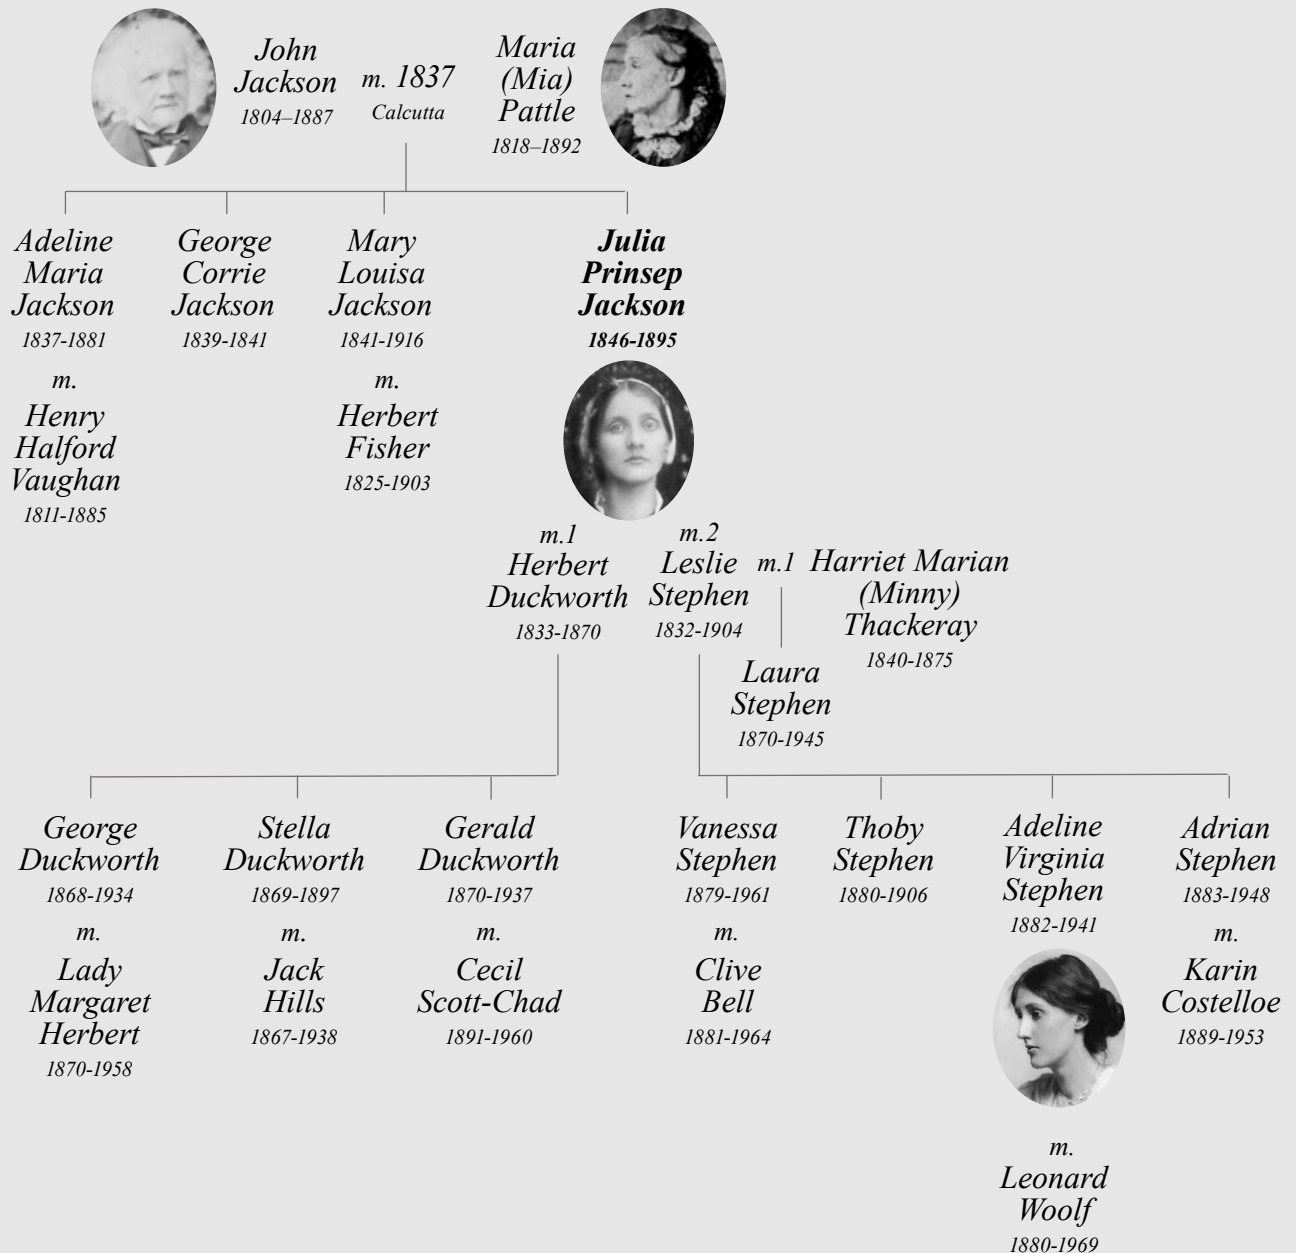 John
Jackson
1804–1887
m. 1837
Calcutta
Maria
(Mia)
Pattle
1818–1892
Adeline
Maria
Jackson
1837-1881
m.
Henry
Halford
Vaughan
1811-1885
George
Corrie
Jackson
1839-1841
Mary
Louisa
Jackson
1841-1916
m.
Herbert
Fisher
1825-1903
Julia
Prinsep
Jackson
1846-1895
m.1
Herbert
Duckworth
1833-1870
m.2
Leslie
Stephen
1832-1904
m.1
Harriet Marian
(Minny)
Thackeray
1840-1875
Laura
Stephen
1870-1945
George
Duckworth
1868-1934
m.
Lady
Margaret
Herbert
1870-1958
Stella
Duckworth
1869-1897
m.
Jack
Hills
1867-1938
Gerald
Duckworth
1870-1937
m.
Cecil
Scott-Chad
1891-1960
Vanessa
Stephen
1879-1961
m.
Clive
Bell
1881-1964
Thoby
Stephen
1880-1906
Adeline
Virginia
Stephen
1882-1941
m.
Leonard
Woolf
1880-1969
Adrian
Stephen
1883-1948
m.
Karin
Costelloe
1889-1953